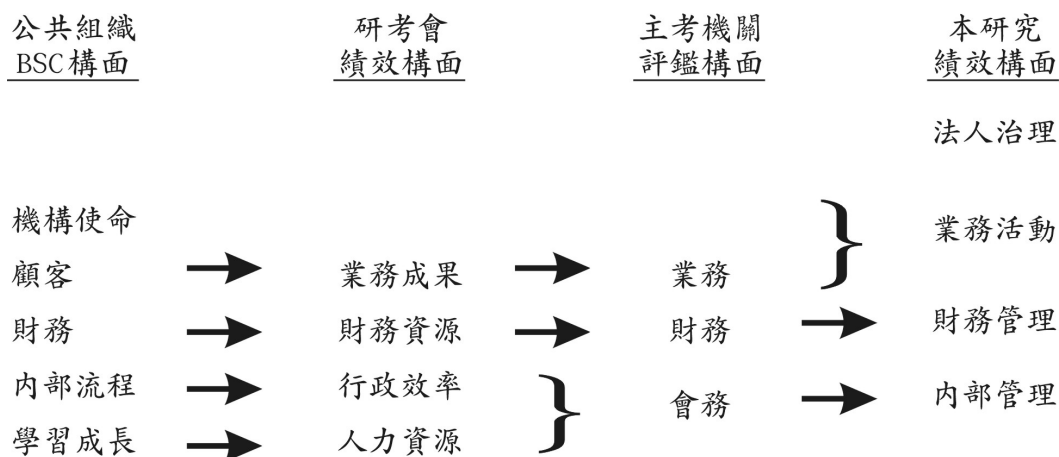 公共組織
BSC構面
研考會
績效構面
主考機關
評鑑構面
本研究
績效構面
法人治理
機構使命
業務活動
顧客
業務成果
業務
財務
財務資源
財務
財務管理
內部流程
行政效率
會務
內部管理
學習成長
人力資源